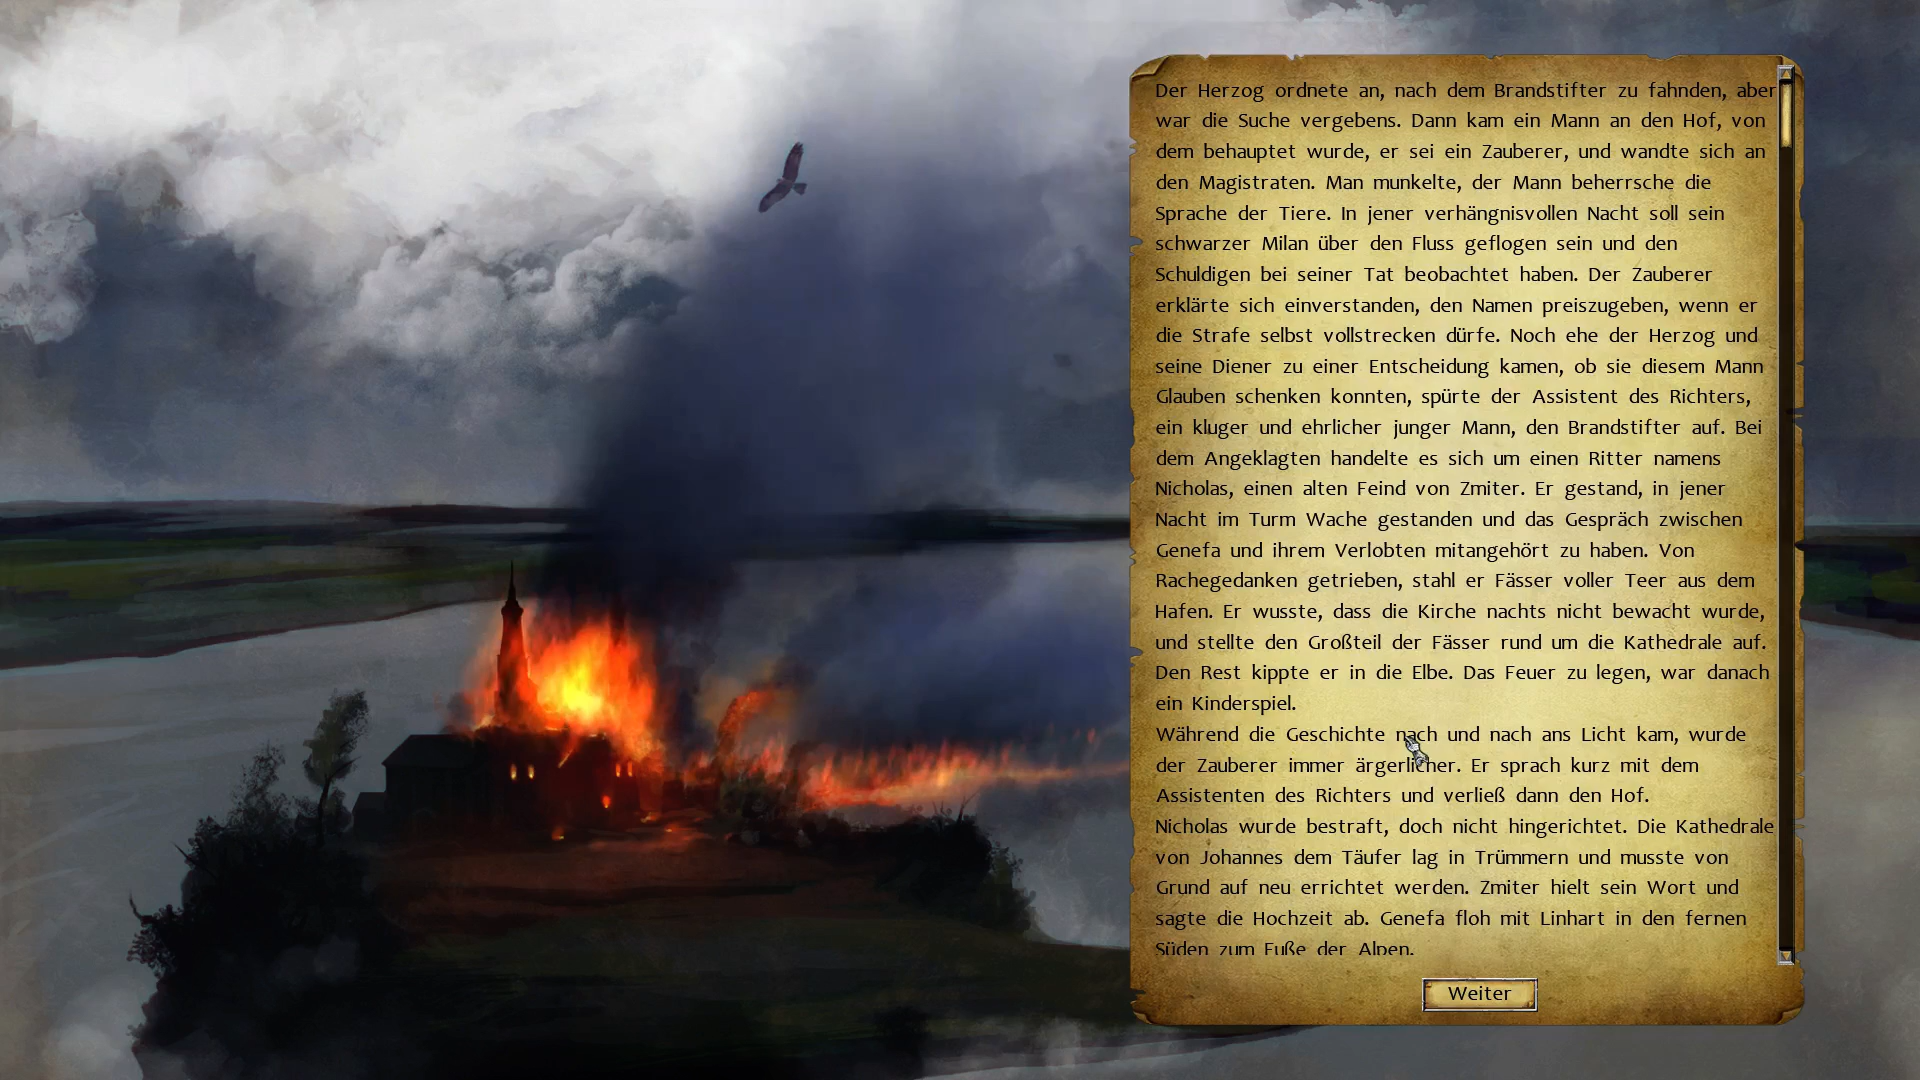 Der Herzog ordnete an, nach dem Brandstifter zu fahnden, aber
war die Suche vergebens. Dann kam ein Mann an den Hof, von
dem behauptet wurde, er sei ein Zauberer, und wandte sich an
den Magistraten. Man munkelte, der Mann beherrsche die
Sprache der Tiere. In jener verhängnisvollen Nacht soll sein
schwarzer Milan über den Fluss geflogen sein und den
Schuldigen bei seiner Tat beobachtet haben. Der Zauberer
erklärte sich einverstanden, den Namen preiszugeben, wenn er
die Strafe selbst vollstrecken dürfe. Noch ehe der Herzog und
seine Diener zu einer Entscheidung kamen, ob sie diesem Mann
Glauben schenken konnten, spürte der Assistent des Richters,
ein kluger und ehrlicher junger Mann, den Brandstifter auf. Bei
dem Angeklagten handelte es sich um einen Ritter namens
Nicholas, einen alten Feind von Zmiter. Er gestand, in jener
Nacht im Turm Wache gestanden und das Gespräch zwischen
Genefa und ihrem Verlobten mitangehört zu haben. Von
Rachegedanken getrieben, stahl er Fässer voller Teer aus dem
Hafen. Er wusste, dass die Kirche nachts nicht bewacht wurde,
und stellte den Großteil der Fässer rund um die Kathedrale auf.
Den Rest kippte er in die Elbe. Das Feuer zu legen, war danach
ein Kinderspiel.
Während die Geschichte nach und nach ans Licht kam, wurde
der Zauberer immer ärgerlicher. Er sprach kurz mit dem
Assistenten des Richters und verließ dann den Hof.
Nicholas wurde bestraft, doch nicht hingerichtet. Die Kathedrale
von Johannes dem Täufer lag in Trümmern und musste von
Grund auf neu errichtet werden. Zmiter hielt sein Wort und
sagte die Hochzeit ab. Genefa floh mit Linhart in den fernen
Süden zum Fuße der Alpen.
Weiter